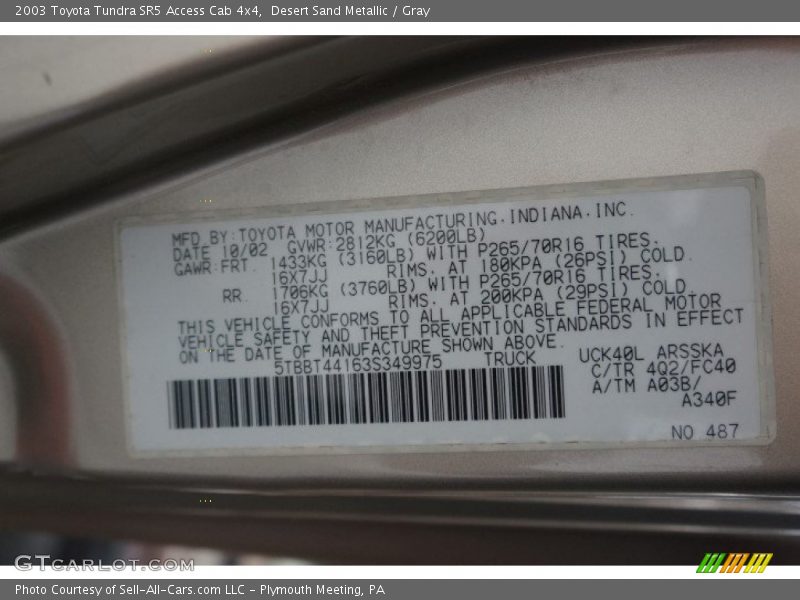 2003 Toyota Tundra SR5 Access Cab 4x4, Desert Sand Metallic / Gray
MFD. BY: TOYOTA MOTOR MANUFACTURING. INDIANA. INC.
DATE 10/02 GVWR: 2812KG (6200LB)
GAWR: FRT. 1433KG (3160LB) WITH P265/70R16 TIRES.
16X7JJ RIMS. AT 180KPA (26PSI) COLD.
RR. 1706KG (3760LB) WITH P265/70R16 TIRES.
16X7JJ RIMS. AT 200KPA (29PSI) COLD.
THIS VEHICLE CONFORMS TO ALL APPLICABLE FEDERAL MOTOR
VEHICLE SAFETY AND THEFT PREVENTION STANDARDS IN EFFECT
ON THE DATE OF MANUFACTURE SHOWN ABOVE.
5TBBT44163S349975 TRUCK
UCK40L ARSSKA
C/TR 4Q2/FC40
A/TM A03B/
A340F
NO 487
GTCARLOT.COM
Photo Courtesy of Sell-All-Cars.com LLC - Plymouth Meeting, PA